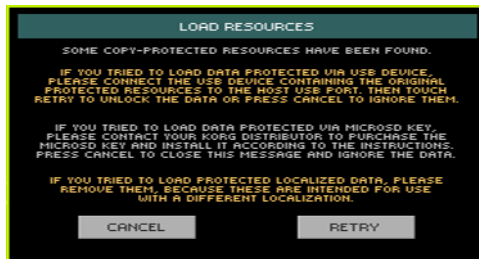 LOAD RESOURCES
SOME COPY-PROTECTED RESOURCES HAVE BEEN FOUND.
IF YOU TRIED TO LOAD DATA PROTECTED VIA USB DEVICE,
PLEASE CONNECT THE USB DEVICE CONTAINING THE ORIGINAL
PROTECTED RESOURCES TO THE HOST USB PORT. THEN TOUCH
RETRY TO UNLOCK THE DATA OR PRESS CANCEL TO IGNORE THEM.
IF YOU TRIED TO LOAD DATA PROTECTED VIA MICROSD KEY,
PLEASE CONTACT YOUR KORG DISTRIBUTOR TO PURCHASE THE
MICROSD KEY AND INSTALL IT ACCORDING TO THE INSTRUCTIONS.
PRESS CANCEL TO CLOSE THIS MESSAGE AND IGNORE THE DATA.
IF YOU TRIED TO LOAD PROTECTED LOCALIZED DATA, PLEASE
REMOVE THEM, BECAUSE THESE ARE INTENDED FOR USE
WITH A DIFFERENT LOCALIZATION.
CANCEL RETRY